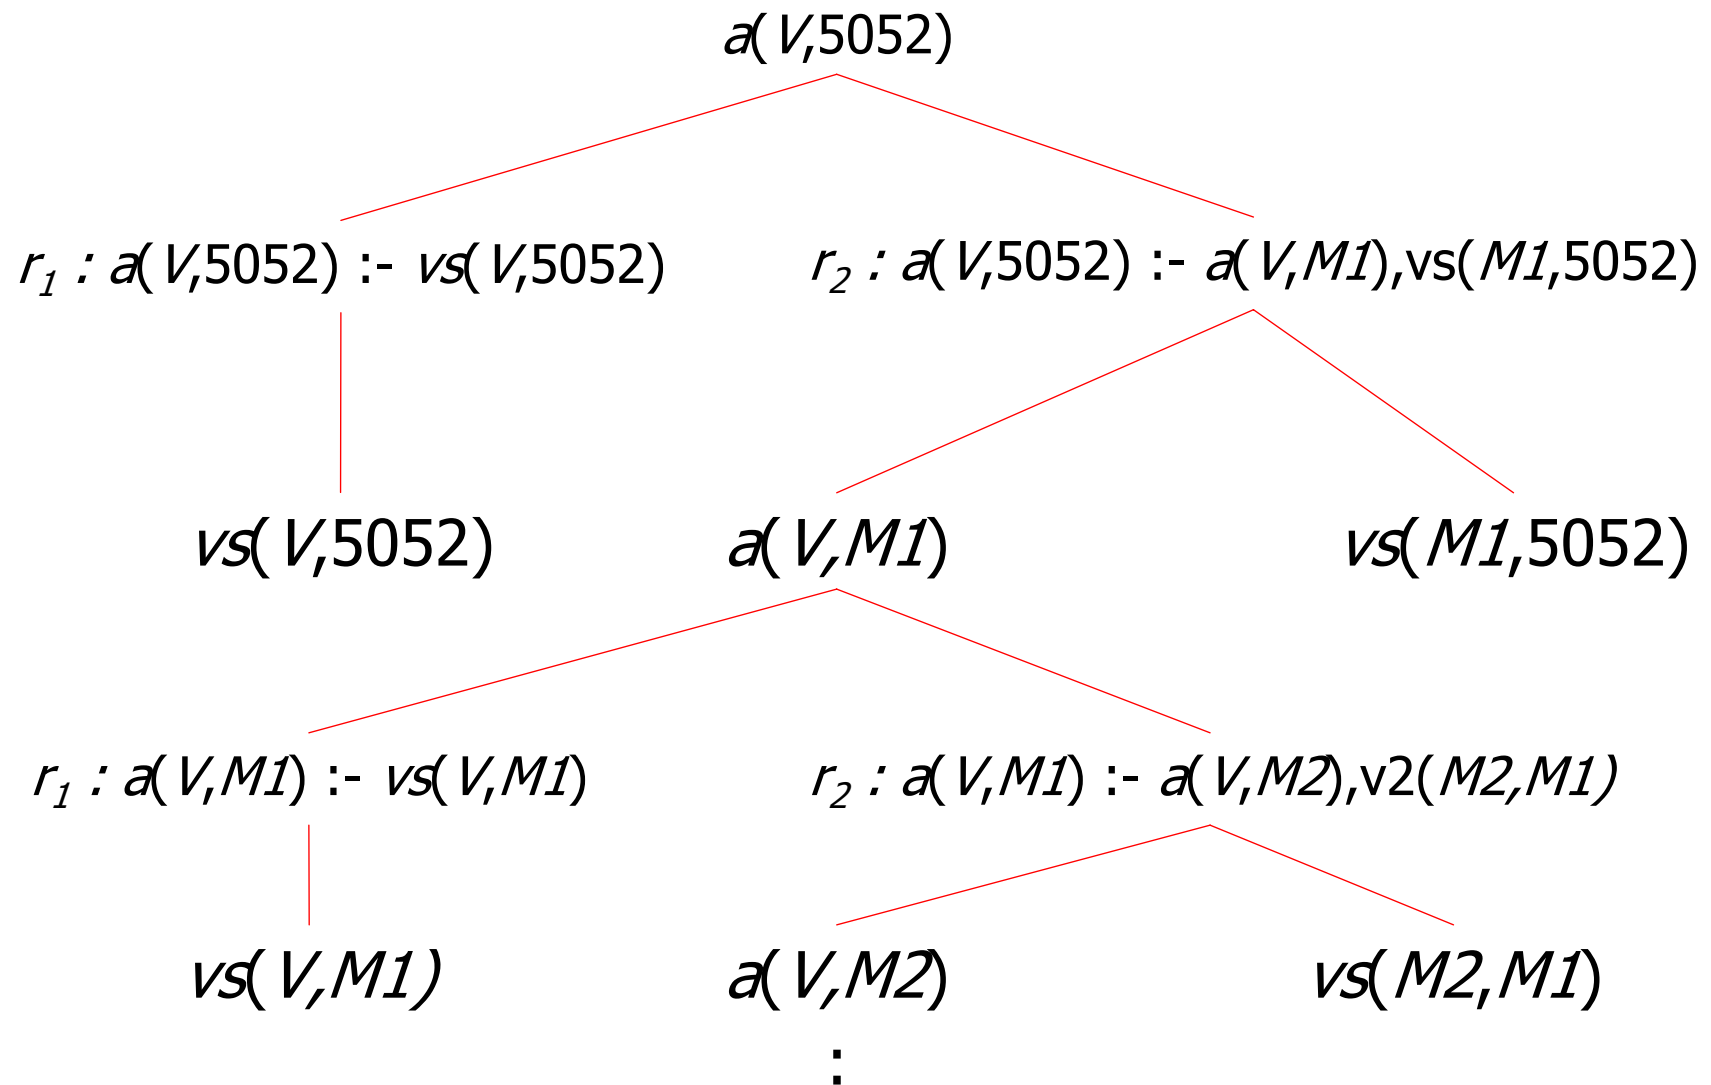 a(V,5052)
r1 : a(V,5052) :- vs(V,5052)
r2 : a(V,5052) :- a(V,M1),vs(M1,5052)
vs(V,5052)
a(V,M1)
vs(M1,5052)
r1 : a(V,M1) :- vs(V,M1)
r2 : a(V,M1) :- a(V,M2),v2(M2,M1)
vs(V,M1)
a(V,M2)
vs(M2,M1)
: